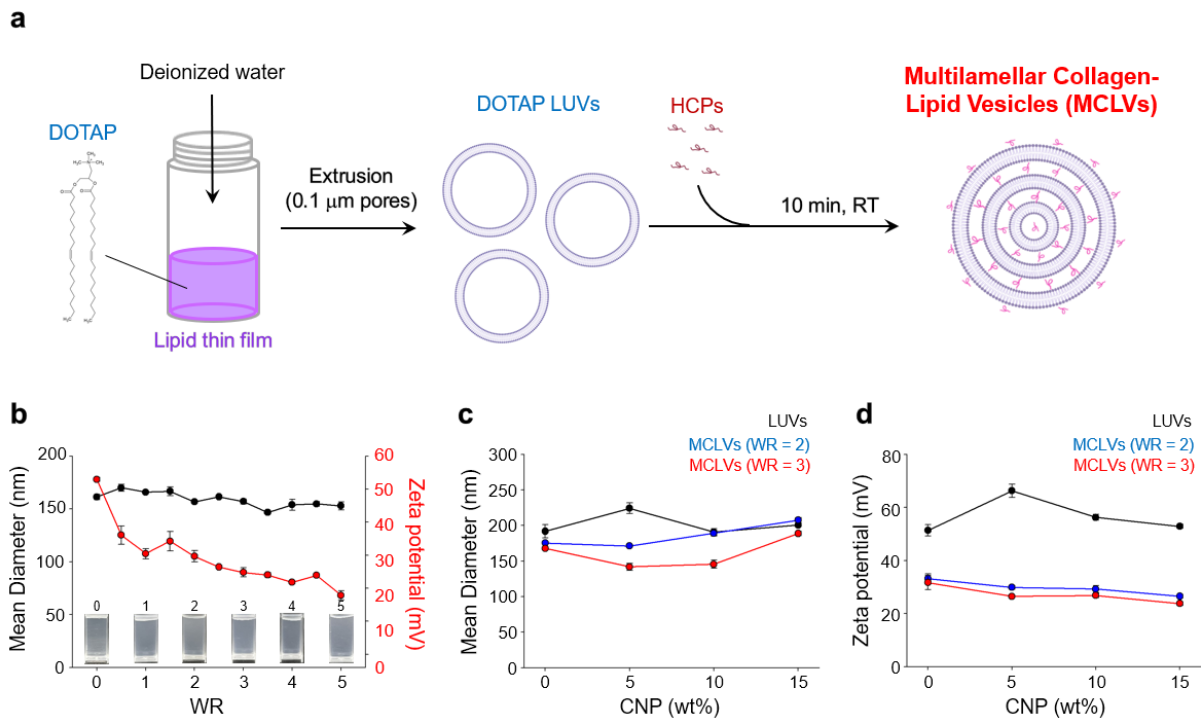 a
Deionized water
DOTAP
Lipid thin film
Extrusion
(0.1 μm pores)
DOTAP LUVs
HCPs
10 min, RT
Multilamellar Collagen-
Lipid Vesicles (MCLVs)
b
Mean Diameter (nm)
200
150
100
50
0
Zeta potential (mV)
60
50
40
30
20
10
0
0 1 2 3 4 5
0 1 2 3 4 5
WR
c
LUVs
MCLVs (WR = 2)
MCLVs (WR = 3)
Mean Diameter (nm)
300
250
200
150
100
50
0
0 5 10 15
CNP (wt%)
d
LUVs
MCLVs (WR = 2)
MCLVs (WR = 3)
Zeta potential (mV)
80
60
40
20
0
0 5 10 15
CNP (wt%)